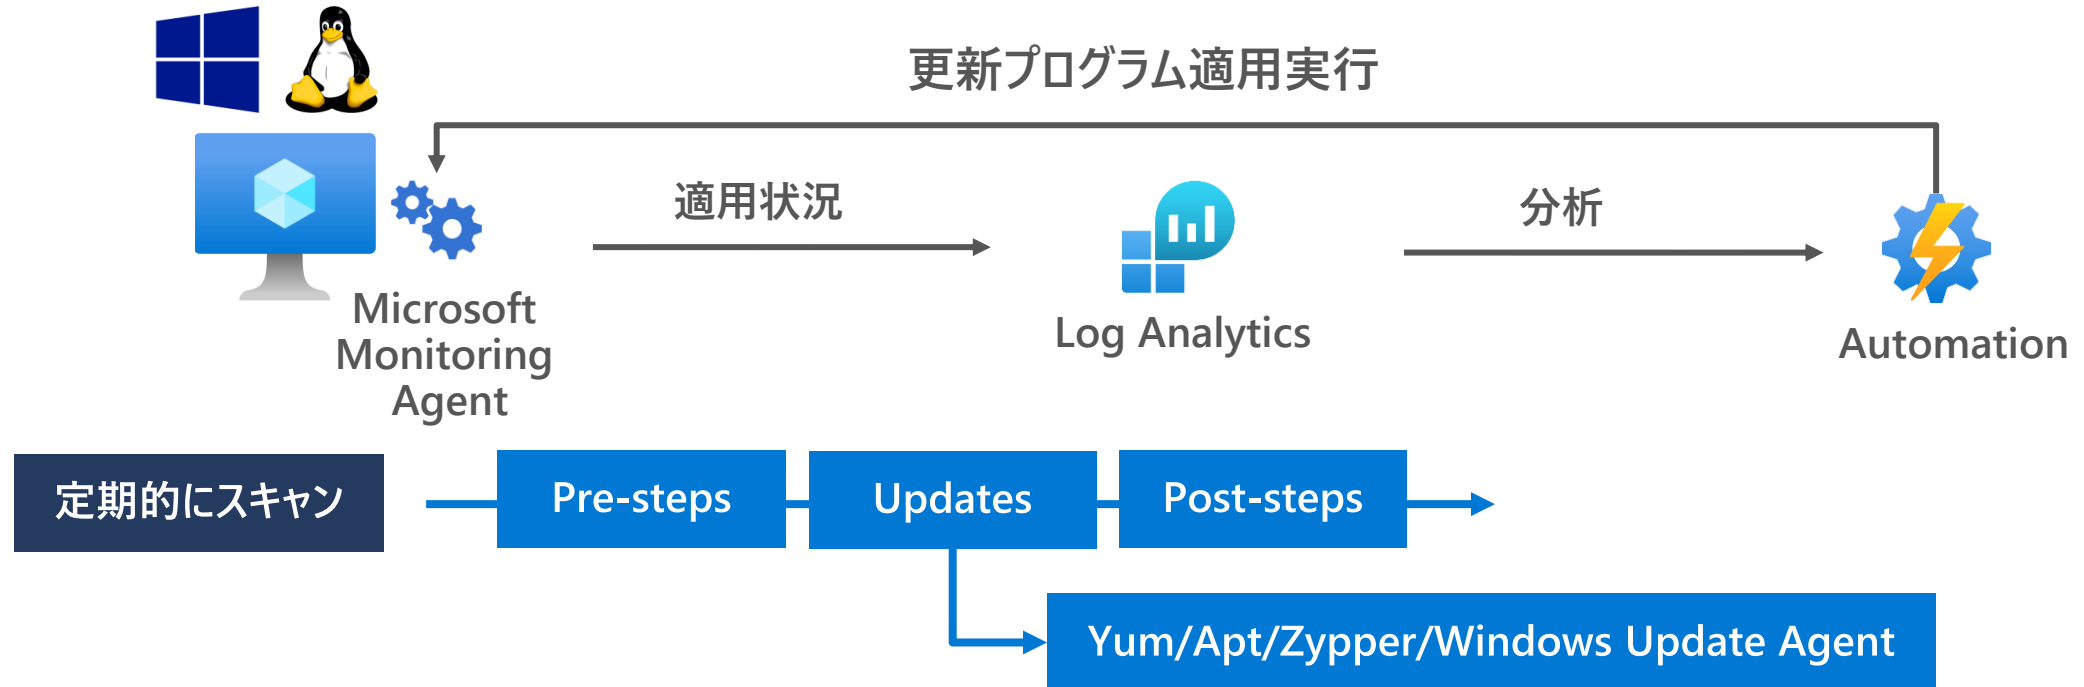 更新プログラム適用実行
適用状況
分析
Microsoft
Monitoring
Agent
Log Analytics
Automation
定期的にスキャン
Pre-steps
Updates
Post-steps
Yum/Apt/Zypper/Windows Update Agent